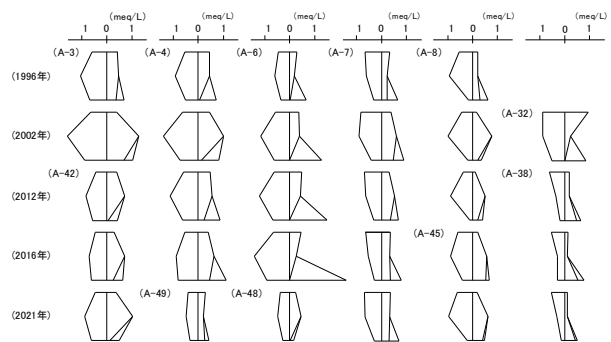 (meq/L) (meq/L) (meq/L) (meq/L) (meq/L) (meq/L)
1 0 1 1 0 1 1 0 1 1 0 1 1 0 1 1 0 1
(A-3) (A-4) (A-6) (A-7) (A-8)
(1996年)
(A-32)
(2002年)
(A-42) (A-38)
(2012年)
(A-45)
(2016年)
(A-49) (A-48)
(2021年)